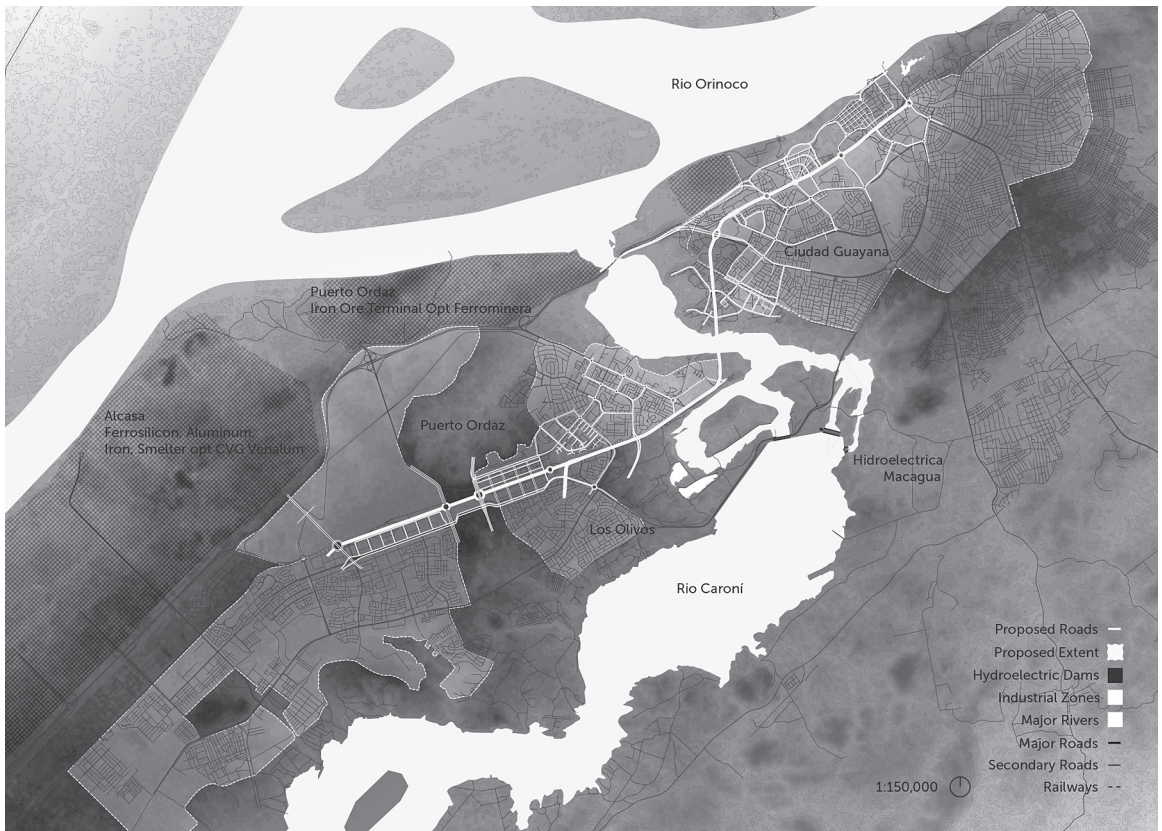 Rio Orinoco
Ciudad Guayana
Puerto Ordaz
Iron Ore Terminal Opt Ferrominera
Alcasa
Ferrosilicon, Aluminum,
Iron, Smelter opt CVG Venalum
Puerto Ordaz
Hidroelectrica
Macagua
Los Olivos
Rio Caroní
Proposed Roads
Proposed Extent
Hydroelectric Dams
Industrial Zones
Major Rivers
Major Roads
Secondary Roads
Railways
1:150,000